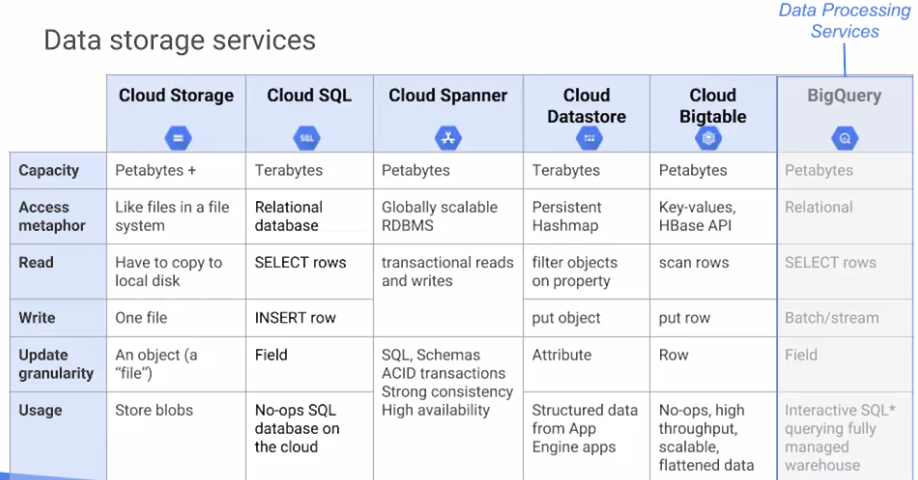 Data Processing
Services
Data storage services
Cloud Storage
Cloud SQL
Cloud Spanner
Cloud
Datastore
Cloud
Bigtable
BigQuery
SQL
Capacity
Petabytes +
Terabytes
Petabytes
Terabytes
Petabytes
Petabytes
Access
metaphor
Like files in a file
system
Relational
database
Globally scalable
RDBMS
Persistent
Hashmap
Key-values,
HBase API
Relational
Read
Have to copy to
local disk
SELECT rows
transactional reads
and writes
filter objects
on property
scan rows
SELECT rows
Write
One file
INSERT row
put object
put row
Batch/stream
Update
granularity
An object (a
“file”)
Field
SQL, Schemas
ACID transactions
Strong consistency
High availability
Attribute
Row
Field
Usage
Store blobs
No-ops SQL
database on
the cloud
Structured data
from App
Engine apps
No-ops, high
throughput,
scalable,
flattened data
Interactive SQL*
querying fully
managed
warehouse